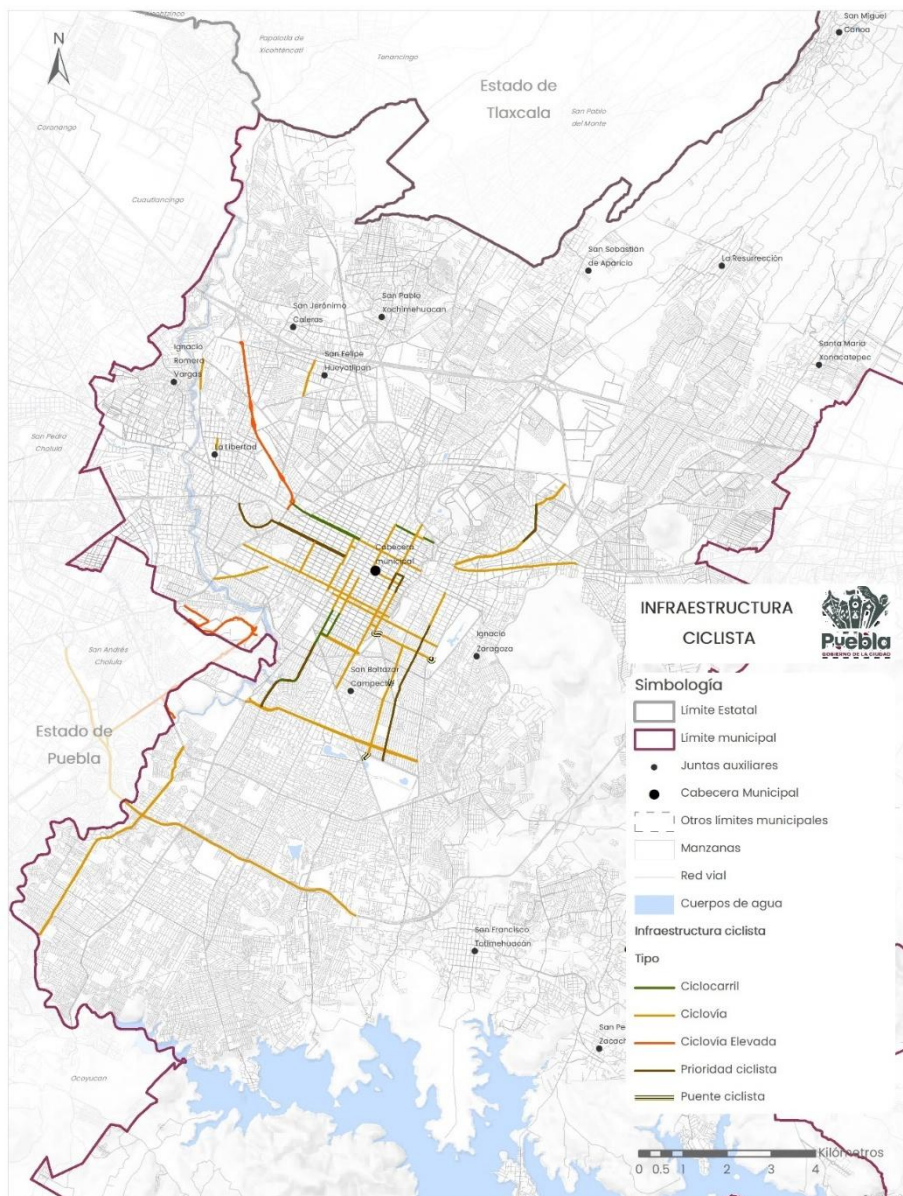 San Miguel
Canoa
Papalotla de
Xicohténcatl
N
Tenancingo
Estado de
Tlaxcala
San Pablo
del Monte
Coronango
Cuautlancingo
San Sebastián
de Aparicio
La Resurrección
San Pablo
Xochimehuacan
San Jerónimo
Caleras
Ignacio
Romero
Vargas
San Felipe
Hueyotlipan
Santa María
Xonacatepec
San Pedro
Cholula
La Libertad
Cabecera
municipal
INFRAESTRUCTURA
CICLISTA
Puebla
GOBIERNO DE LA CIUDAD
Ignacio
Zaragoza
San Andrés
Cholula
San Baltazar
Campeche
Estado de
Puebla
Simbología
Límite Estatal
Límite municipal
Juntas auxiliares
Cabecera Municipal
Otros límites municipales
Manzanas
Red vial
Cuerpos de agua
Infraestructura ciclista
Tipo
Ciclocarril
Ciclovía
Ciclovía Elevada
Prioridad ciclista
Puente ciclista
San Francisco
Totimehuacan
San Pe
Zacach
Ocoyucan
Kilómetros
0 0.5 1 2 3 4